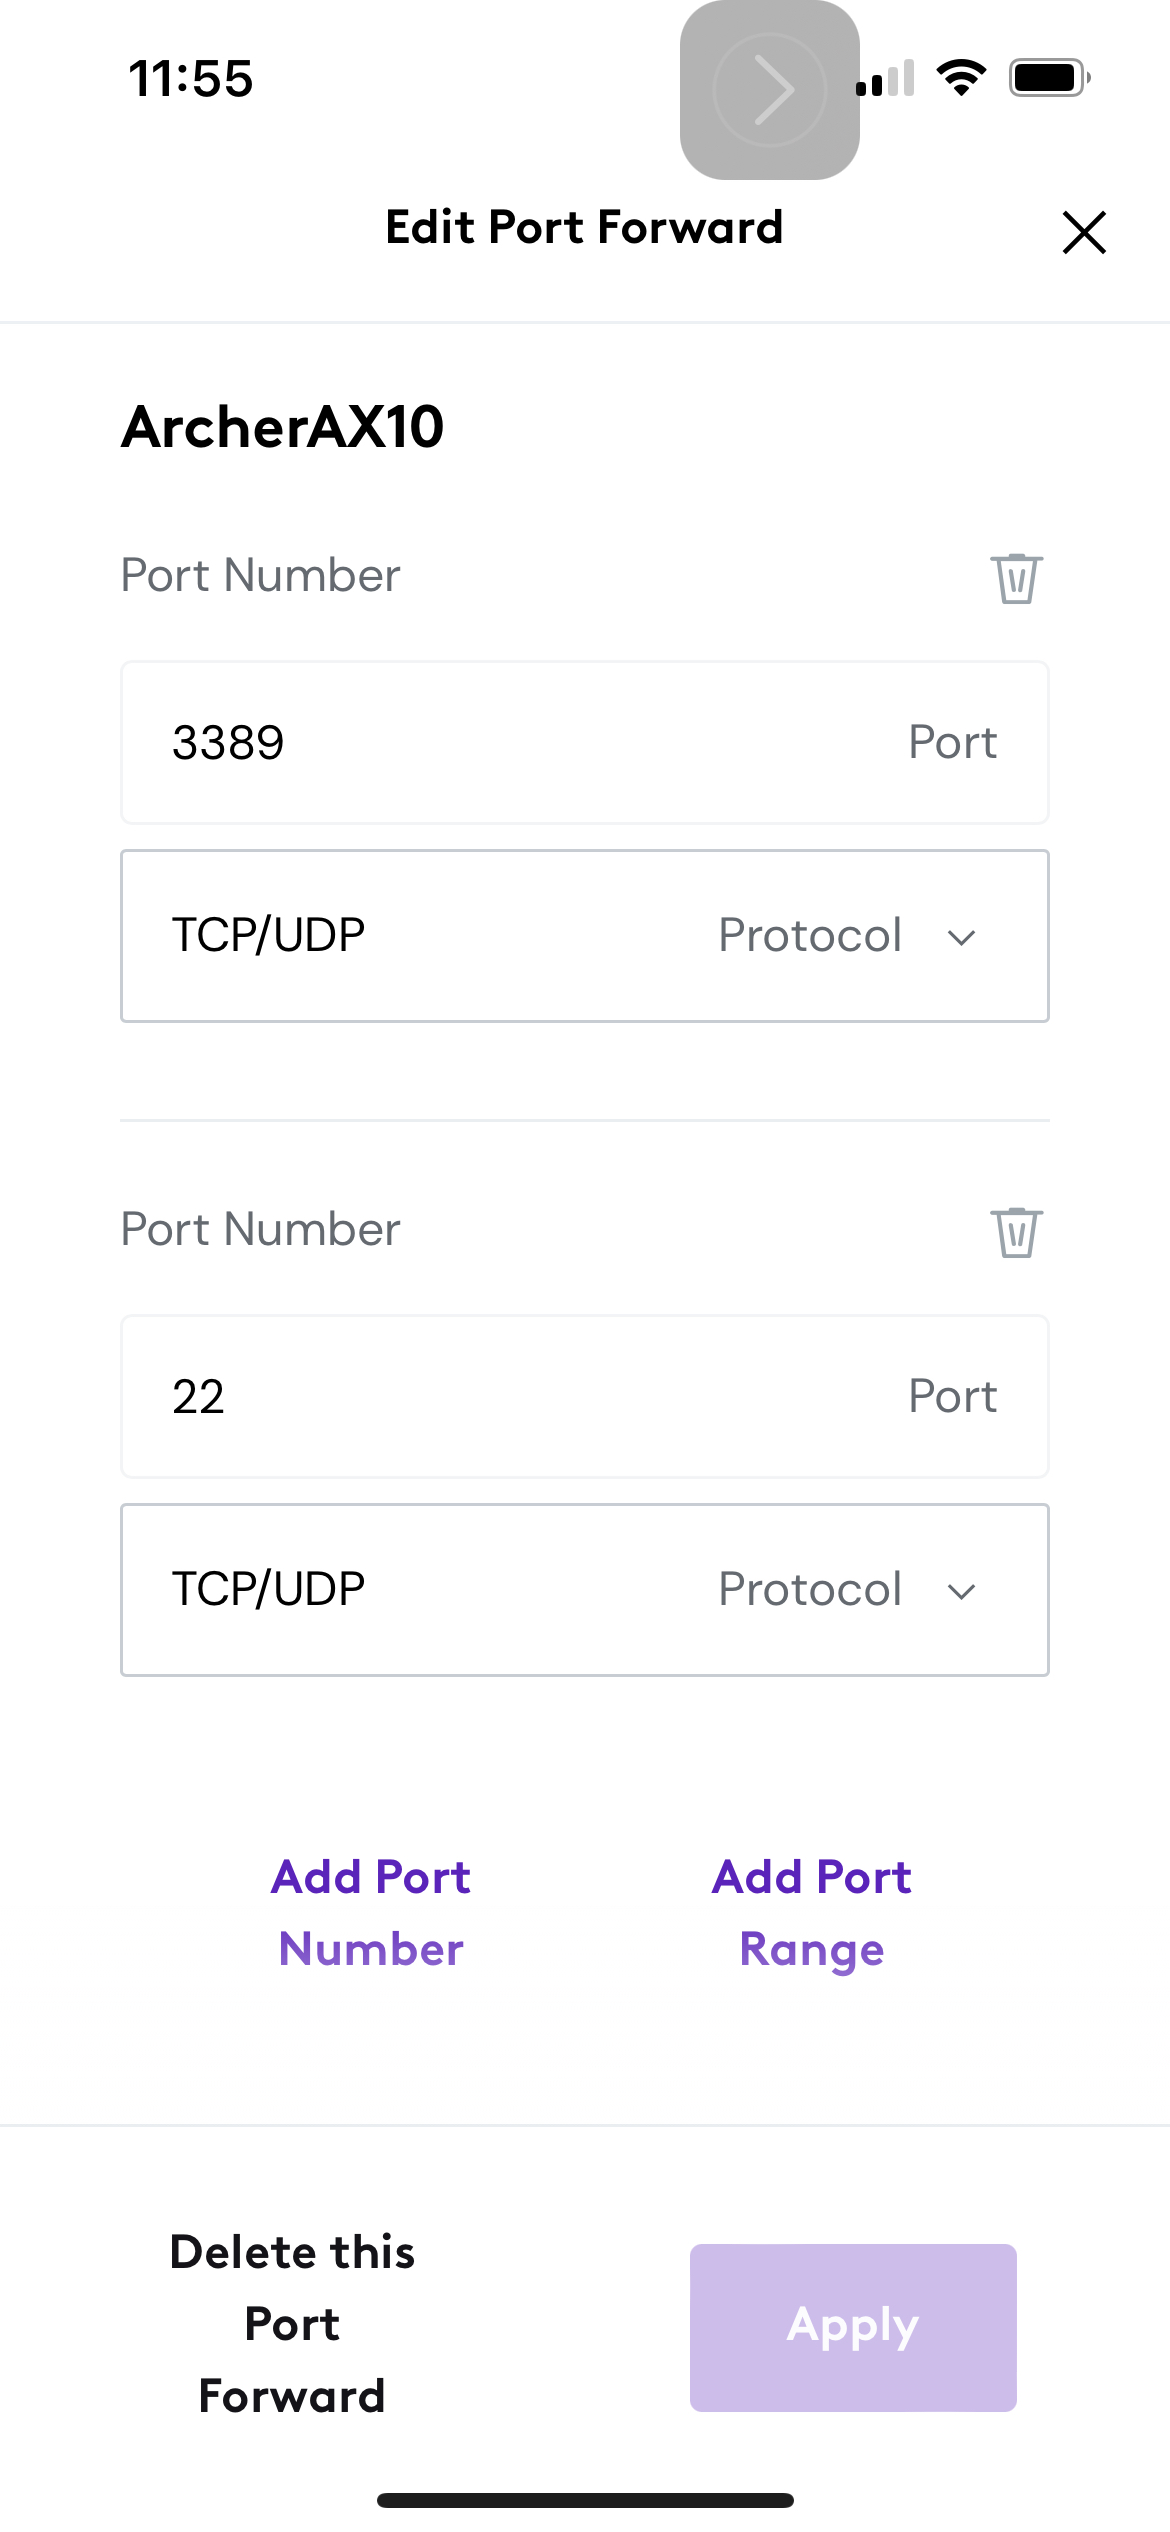 11:55
Edit Port Forward
ArcherAX10
Port Number
3389 Port
TCP/UDP Protocol
Port Number
22 Port
TCP/UDP Protocol
Add Port Number
Add Port Range
Delete this
Port
Forward
Apply